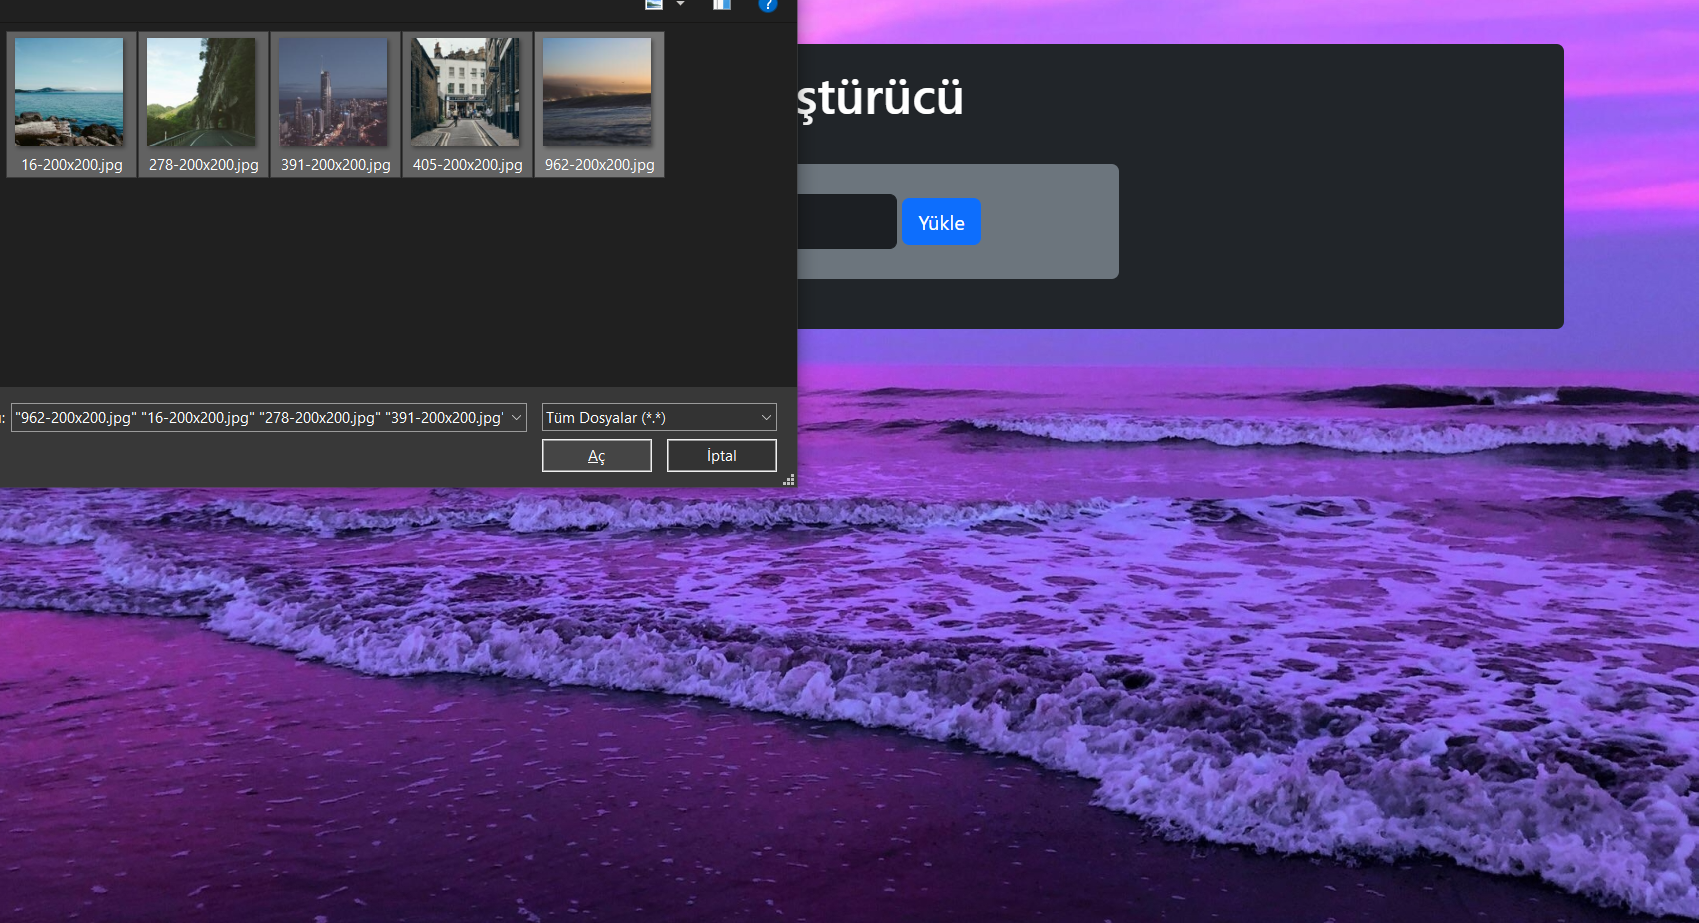 ?
ştürücü
16-200x200.jpg
278-200x200.jpg
391-200x200.jpg
405-200x200.jpg
962-200x200.jpg
Yükle
"962-200x200.jpg" "16-200x200.jpg" "278-200x200.jpg" "391-200x200.jpg"
Tüm Dosyalar (*.*)
Aç
İptal